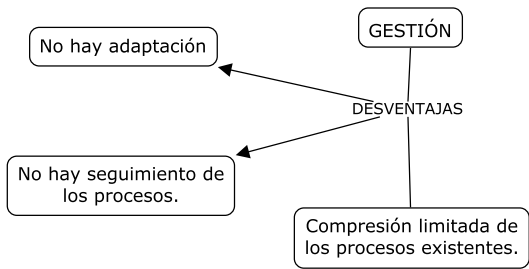 GESTIÓN
No hay adaptación
DESVENTAJAS
No hay seguimiento de
los procesos.
Compresión limitada de
los procesos existentes.